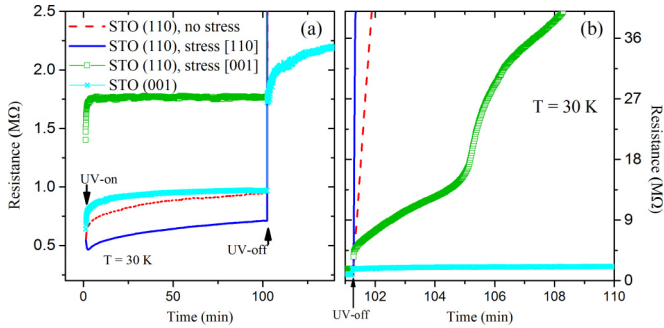 STO (110), no stress
STO (110), stress [110]
STO (110), stress [001]
STO (001)
(a)
UV-on
UV-off
T = 30 K
2.5
2.0
1.5
1.0
0.5
Resistance (MΩ)
0
50
100
Time (min)
(b)
T = 30 K
36
27
18
9
0
Resistance (MΩ)
102
104
106
108
110
UV-off
Time (min)